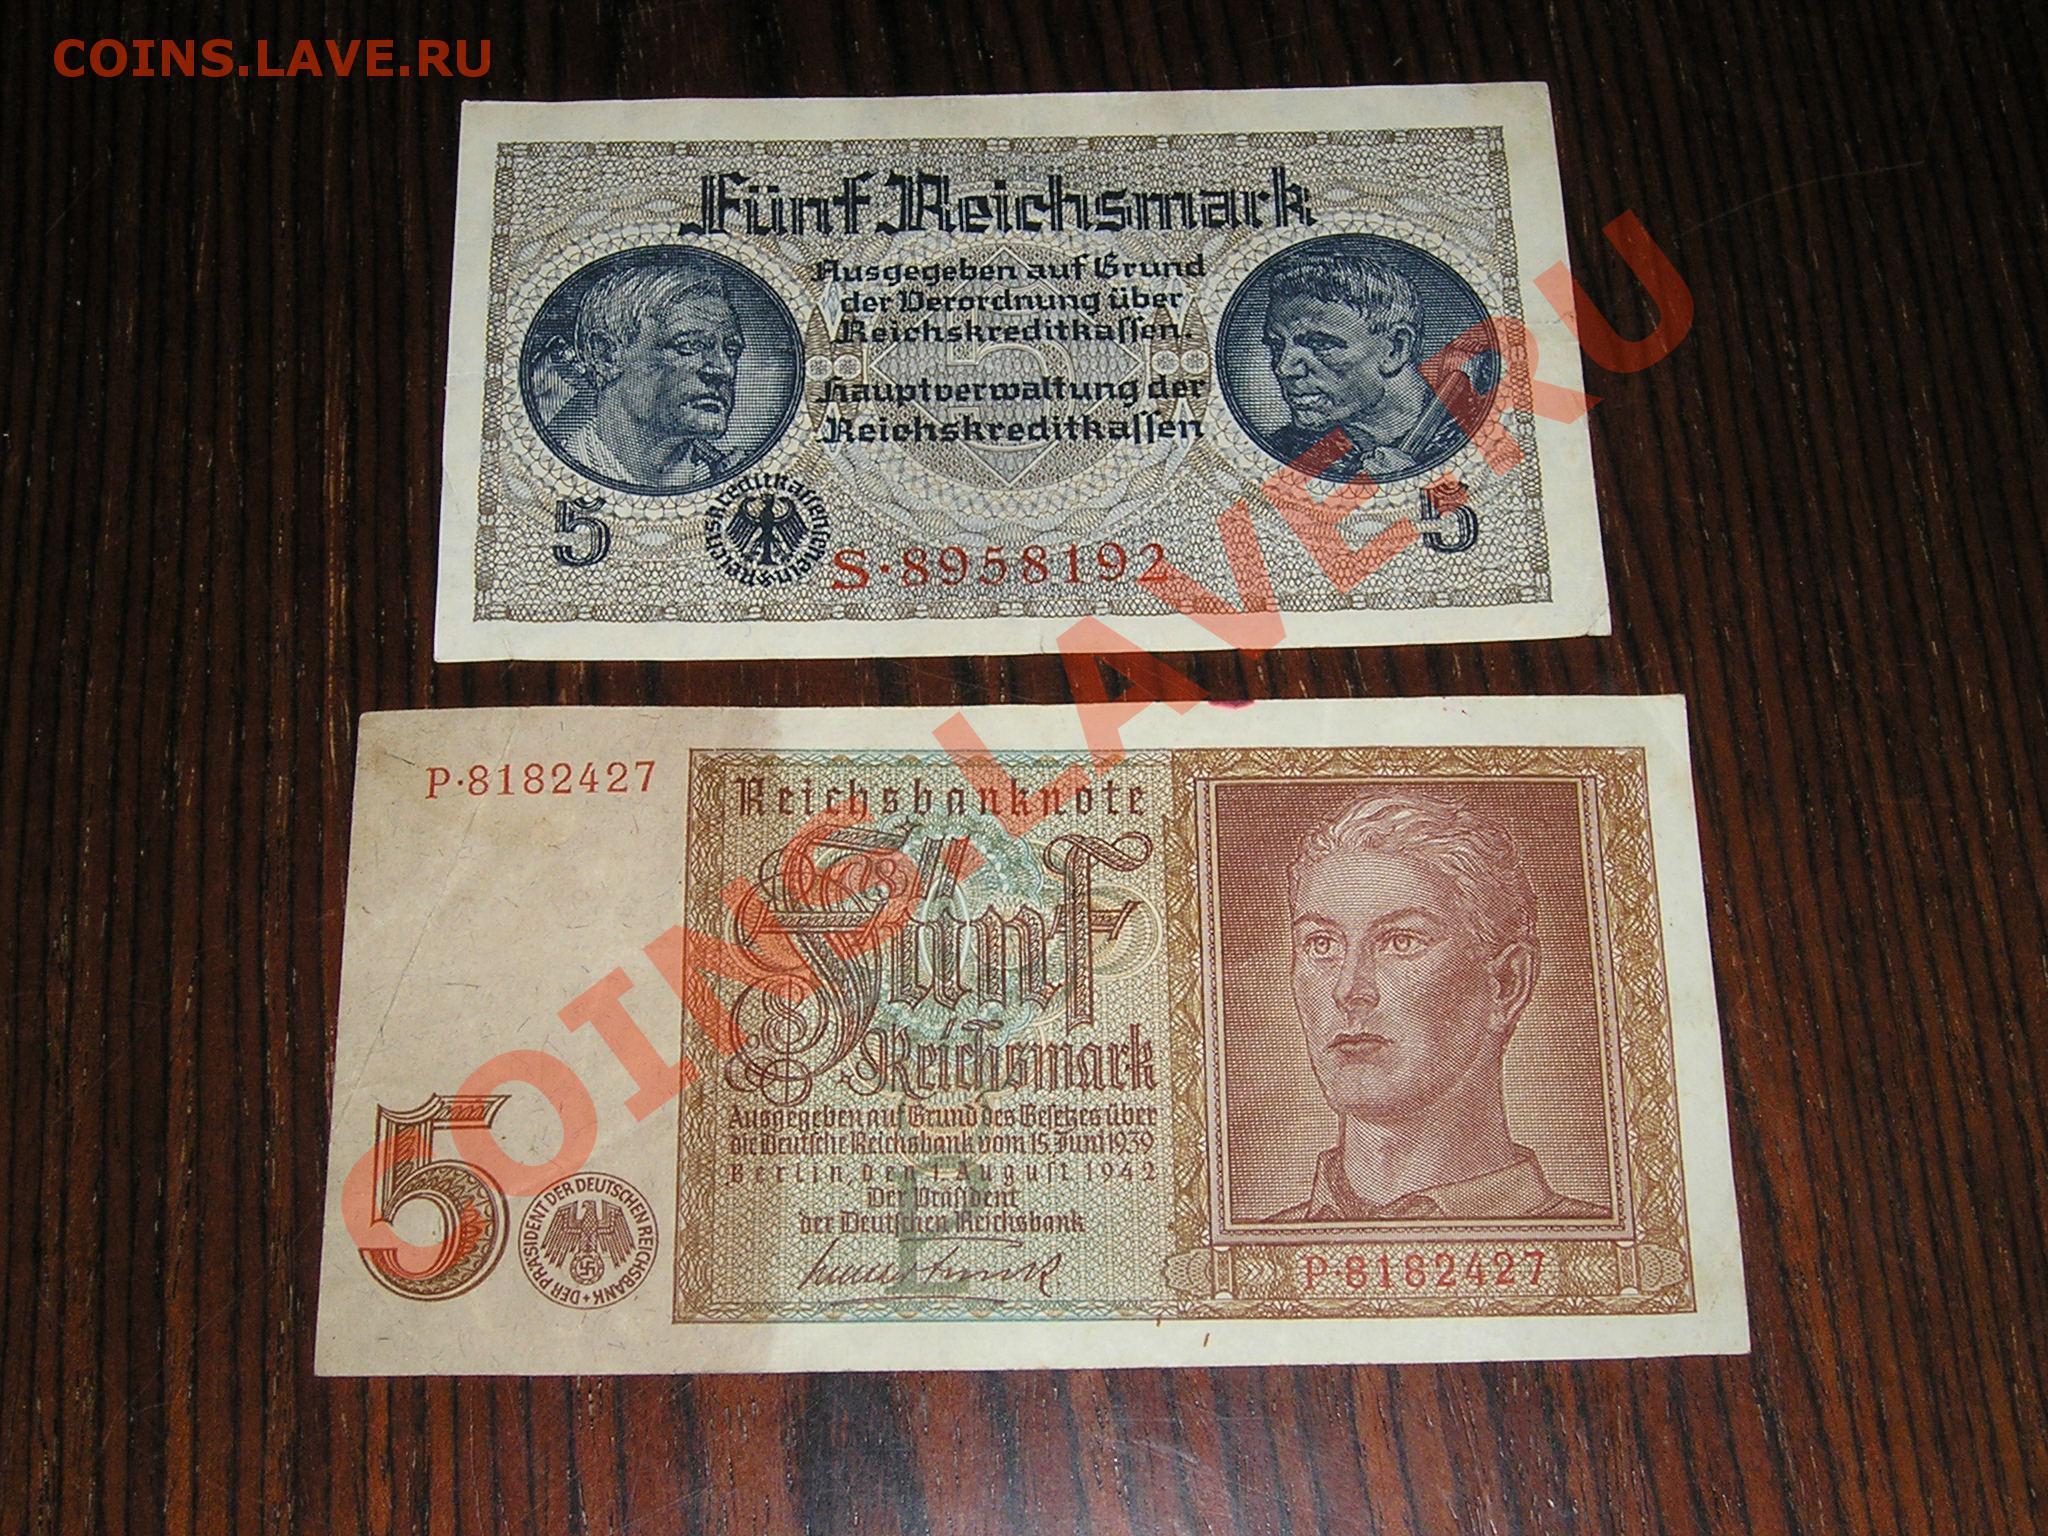 COINS.LAVE.RU
Fünf Reichsmark
Ausgegeben auf Grund
der Verordnung über
Reichskreditkaſſen.
Hauptverwaltung der
Reichskreditkaſſen
5
5
5
Reichskreditkassen
S·8958192
COINS.LAVE.RU
P·8182427
Reichsbanknote
Fünf
Reichsmark
Ausgegeben auf Grund des Geſetzes über
die Deutſche Reichsbank vom 15. Juni 1939
Berlin, den 1. Auguſt 1942
Der Präſident
der Deutſchen Reichsbank
5
DER PRÄSIDENT DER DEUTSCHEN REICHSBANK +
P·8182427